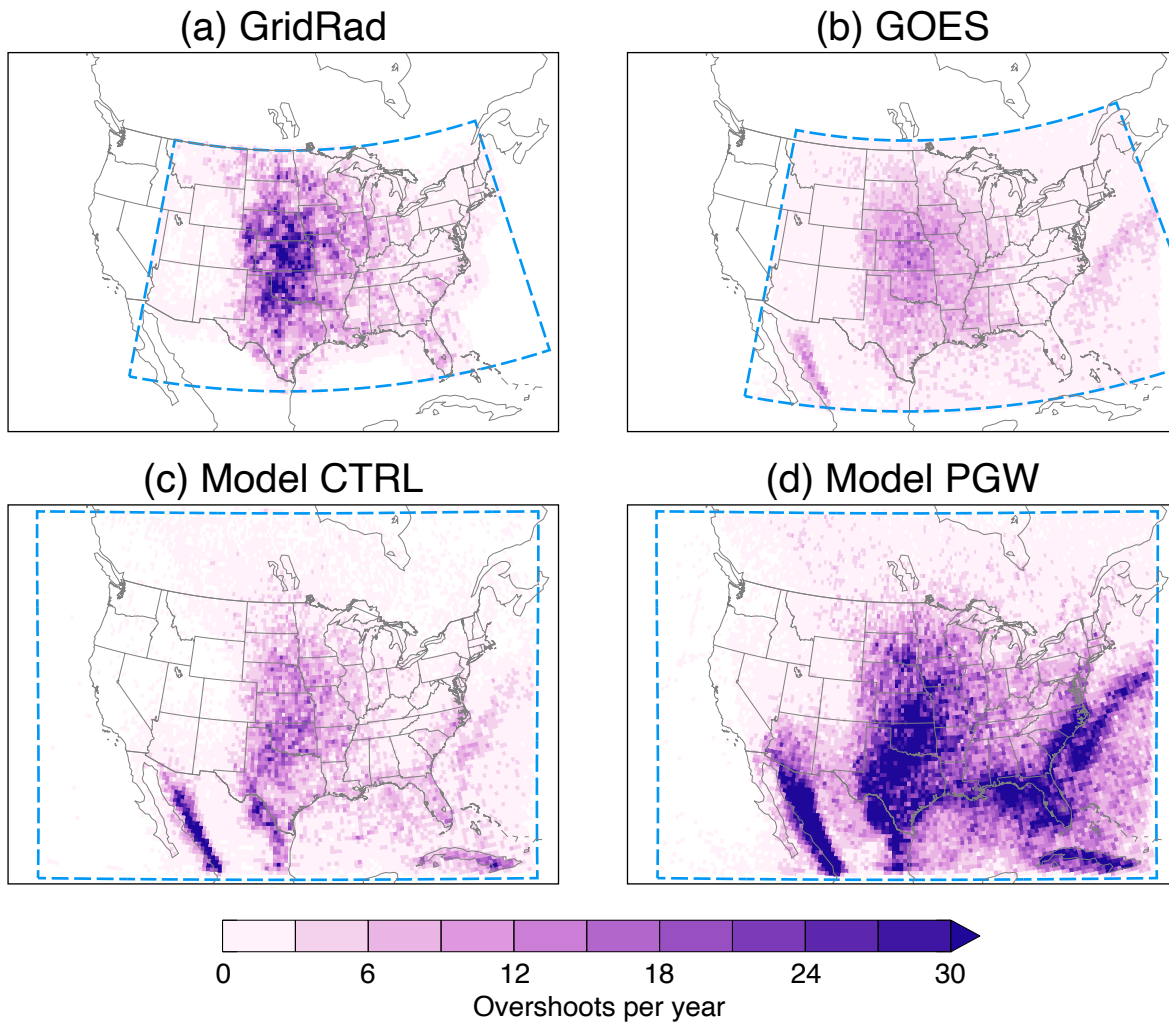 (a) GridRad
(b) GOES
(c) Model CTRL
(d) Model PGW
0 6 12 18 24 30
Overshoots per year